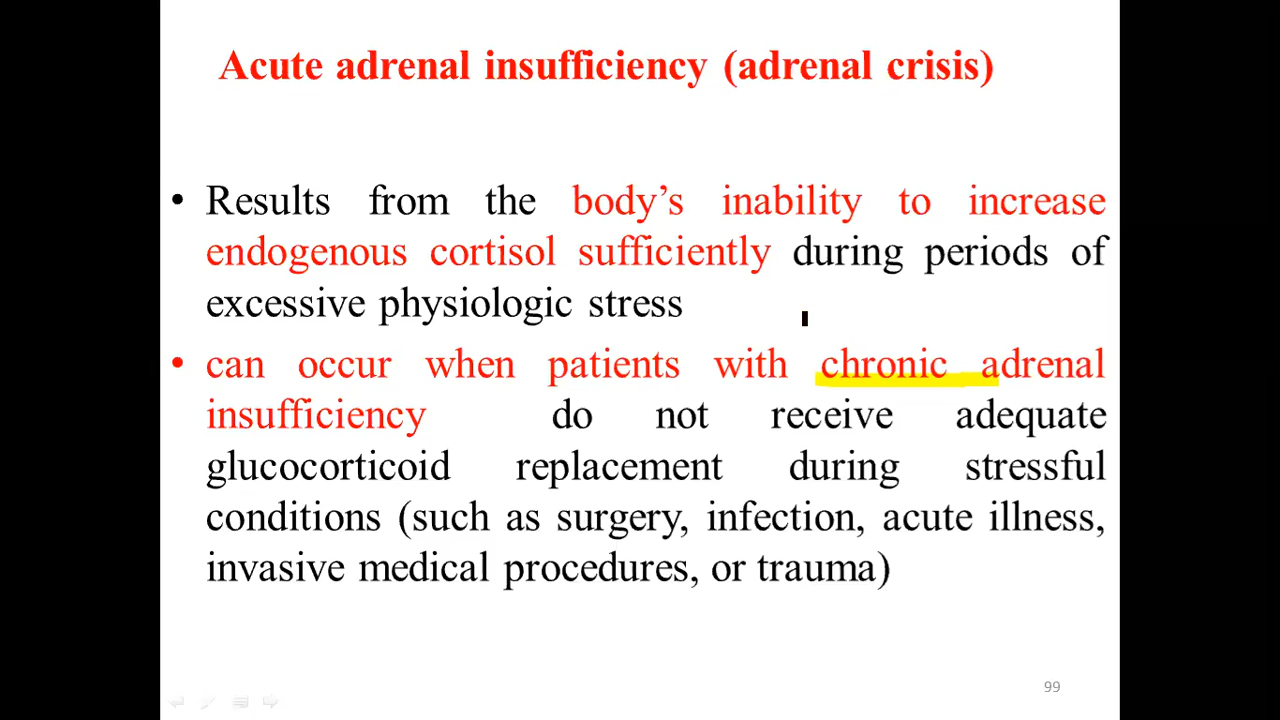 Acute adrenal insufficiency (adrenal crisis)
• Results from the body’s inability to increase
endogenous cortisol sufficiently during periods of
excessive physiologic stress
• can occur when patients with chronic adrenal
insufficiency do not receive adequate
glucocorticoid replacement during stressful
conditions (such as surgery, infection, acute illness,
invasive medical procedures, or trauma)
99